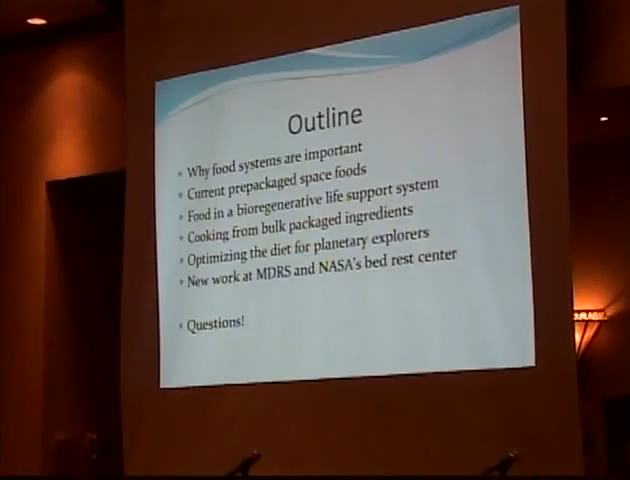 Outline
• Why food systems are important
• Current prepackaged space foods
• Food in a bioregenerative life support system
• Cooking from bulk packaged ingredients
• Optimizing the diet for planetary explorers
• New work at MDRS and NASA's bed rest center
• Questions!